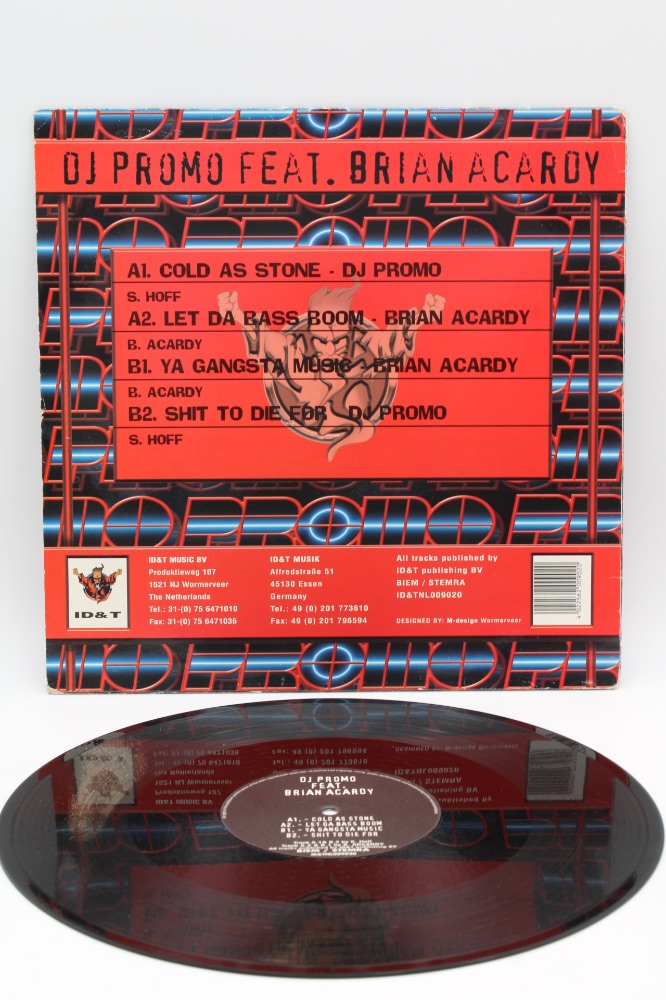 DJ PROMO FEAT. BRIAN ACARDY
A1. COLD AS STONE - DJ PROMO
S. HOFF
A2. LET DA BASS BOOM - BRIAN ACARDY
B. ACARDY
B1. YA GANGSTA MUSIC - BRIAN ACARDY
B. ACARDY
B2. SHIT TO DIE FOR DJ PROMO
S. HOFF
ID&T
ID&T MUSIC BV
Produktieweg 107
1521 NJ Wormerveer
The Netherlands
Tel.: 31-(0) 75 6471010
Fax: 31-(0) 75 6471036
ID&T MUSIK
Alfredstraße 51
45130 Essen
Germany
Tel.: 49 (0) 201 773610
Fax: 49 (0) 201 796594
All tracks published by
ID&T publishing BV
BIEM / STEMRA
ID&TNL009020
DESIGNED BY: M-design Wormerveer
DJ PROMO
FEAT.
BRIAN ACARDY
A1. - COLD AS STONE
A2. - LET DA BASS BOOM
B1. - YA GANGSTA MUSIC
B2. - SHIT TO DIE FOR
BIEM / STEMRA
ID&TNL009020